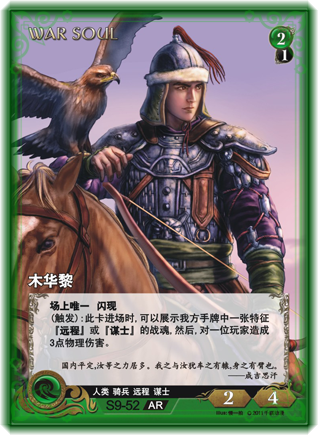 WAR SOUL
2
1
木华黎
场上唯一 闪现
(触发):此卡进场时,可以展示我方手牌中一张特征
『远程』或『谋士』的战魂,然后,对一位玩家造成
3点物理伤害。
国内平定,汝等之力居多。我之与汝犹车之有辕,身之有臂也。
——成吉思汗
人类 骑兵 远程 谋士
S9-52 AR
2 4